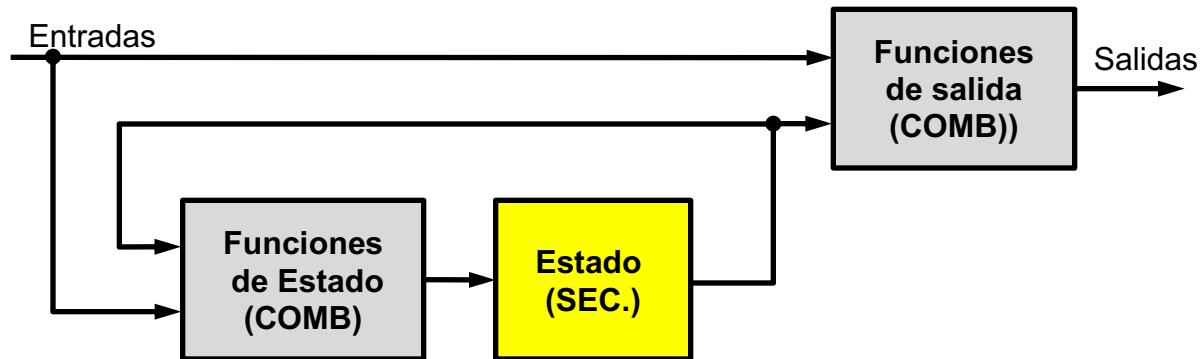 Entradas
Funciones
de salida
(COMB))
Salidas
Funciones
de Estado
(COMB)
Estado
(SEC.)